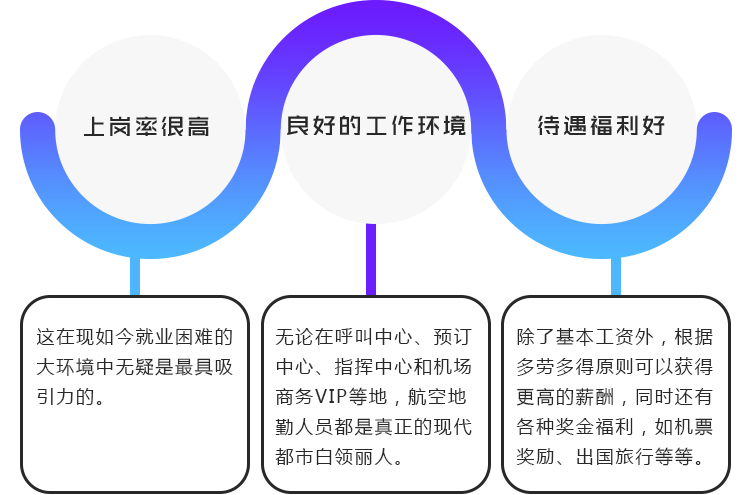 上岗率很高
良好的工作环境
待遇福利好
这在现如今就业困难的
大环境中无疑是最具吸
引力的。
无论在呼叫中心、预订
中心、指挥中心和机场
商务VIP等地，航空地
勤人员都是真正的现代
都市白领丽人。
除了基本工资外，根据
多劳多得原则可以获得
更高的薪酬，同时还有
各种奖金福利，如机票
奖励、出国旅行等等。